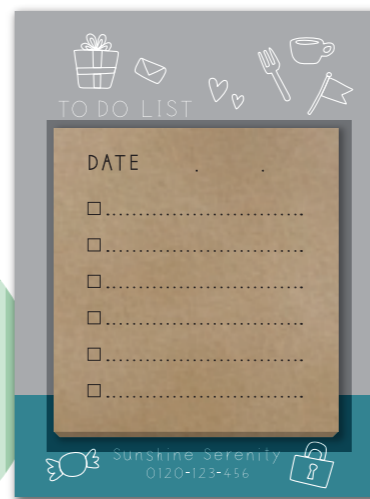 TO DO LIST
DATE . .
Sunshine Serenity
0120-123-456